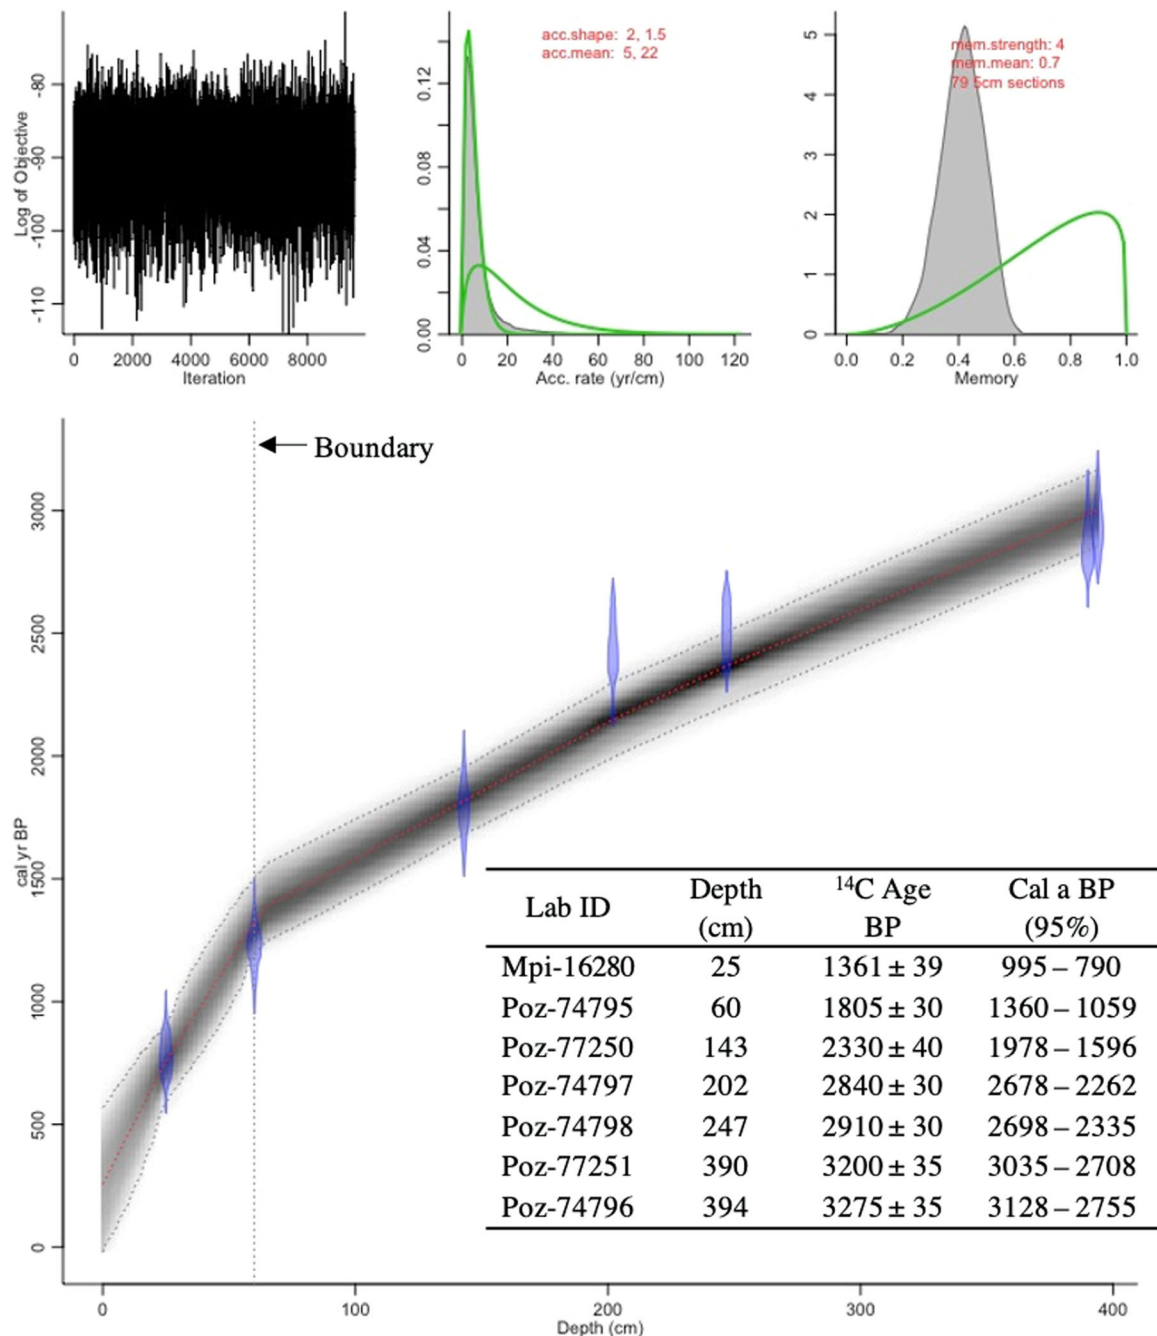 -80
-90
-100
-110
Log of Objective
0 2000 4000 6000 8000
Iteration
acc.shape: 2, 1.5
acc.mean: 5, 22
0.12
0.08
0.04
0.00
0 20 40 60 80 100 120
Acc. rate (yr/cm)
mem.strength: 4
mem.mean: 0.7
79 5cm sections
5
4
3
2
1
0
0.0 0.2 0.4 0.6 0.8 1.0
Memory
Boundary
3000
2500
2000
1500
1000
500
0
cal yr BP
Lab ID Depth (cm) 14C Age BP Cal a BP (95%)
Mpi-16280 25 1361 ± 39 995 – 790
Poz-74795 60 1805 ± 30 1360 – 1059
Poz-77250 143 2330 ± 40 1978 – 1596
Poz-74797 202 2840 ± 30 2678 – 2262
Poz-74798 247 2910 ± 30 2698 – 2335
Poz-77251 390 3200 ± 35 3035 – 2708
Poz-74796 394 3275 ± 35 3128 – 2755
0 100 200 300 400
Depth (cm)